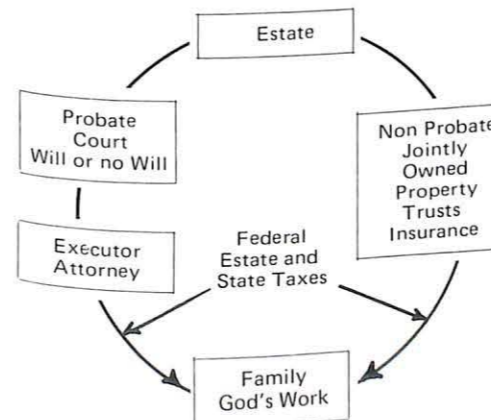 Estate
Probate
Court
Will or no Will
Non Probate
Jointly
Owned
Property
Trusts
Insurance
Executor
Attorney
Federal
Estate and
State Taxes
Family
God's Work